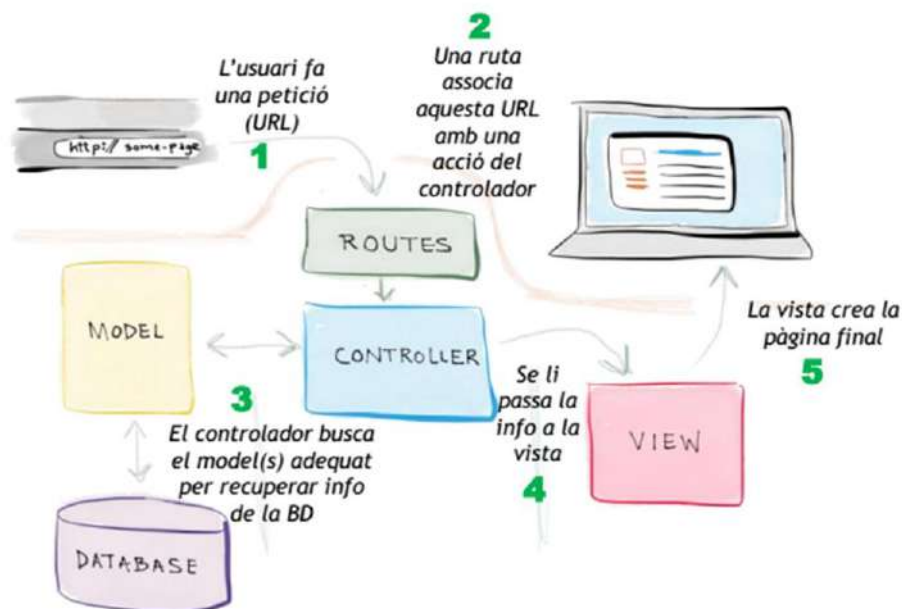 L'usuari fa
una petició
(URL)
1
http:// some-page
2
Una ruta
associa
aquesta URL
amb una
acció del
controlador
ROUTES
MODEL
CONTROLLER
3
El controlador busca
el model(s) adequat
per recuperar info
de la BD
DATABASE
Se li
passa la
info a la
vista
4
VIEW
La vista crea la
pàgina final
5